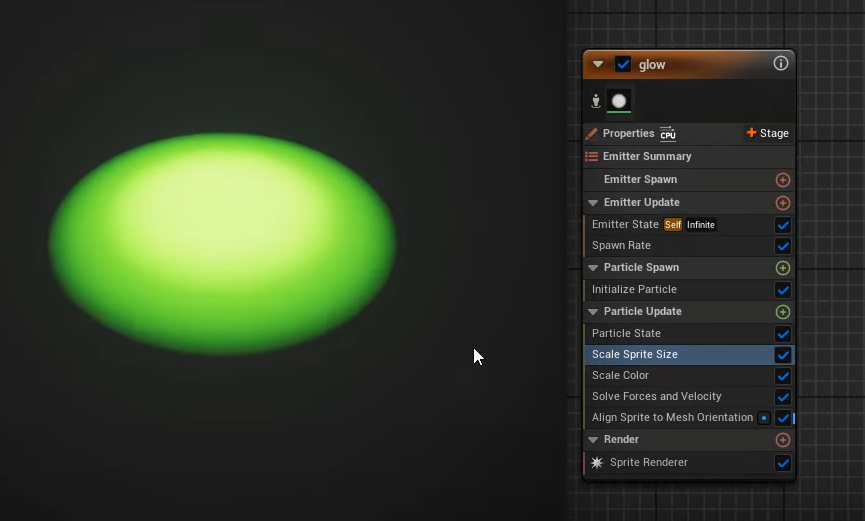 glow
Properties CPU + Stage
Emitter Summary
Emitter Spawn
Emitter Update
Emitter State Self Infinite
Spawn Rate
Particle Spawn
Initialize Particle
Particle Update
Particle State
Scale Sprite Size
Scale Color
Solve Forces and Velocity
Align Sprite to Mesh Orientation
Render
Sprite Renderer